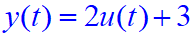 y(t) = 2u(t) + 3